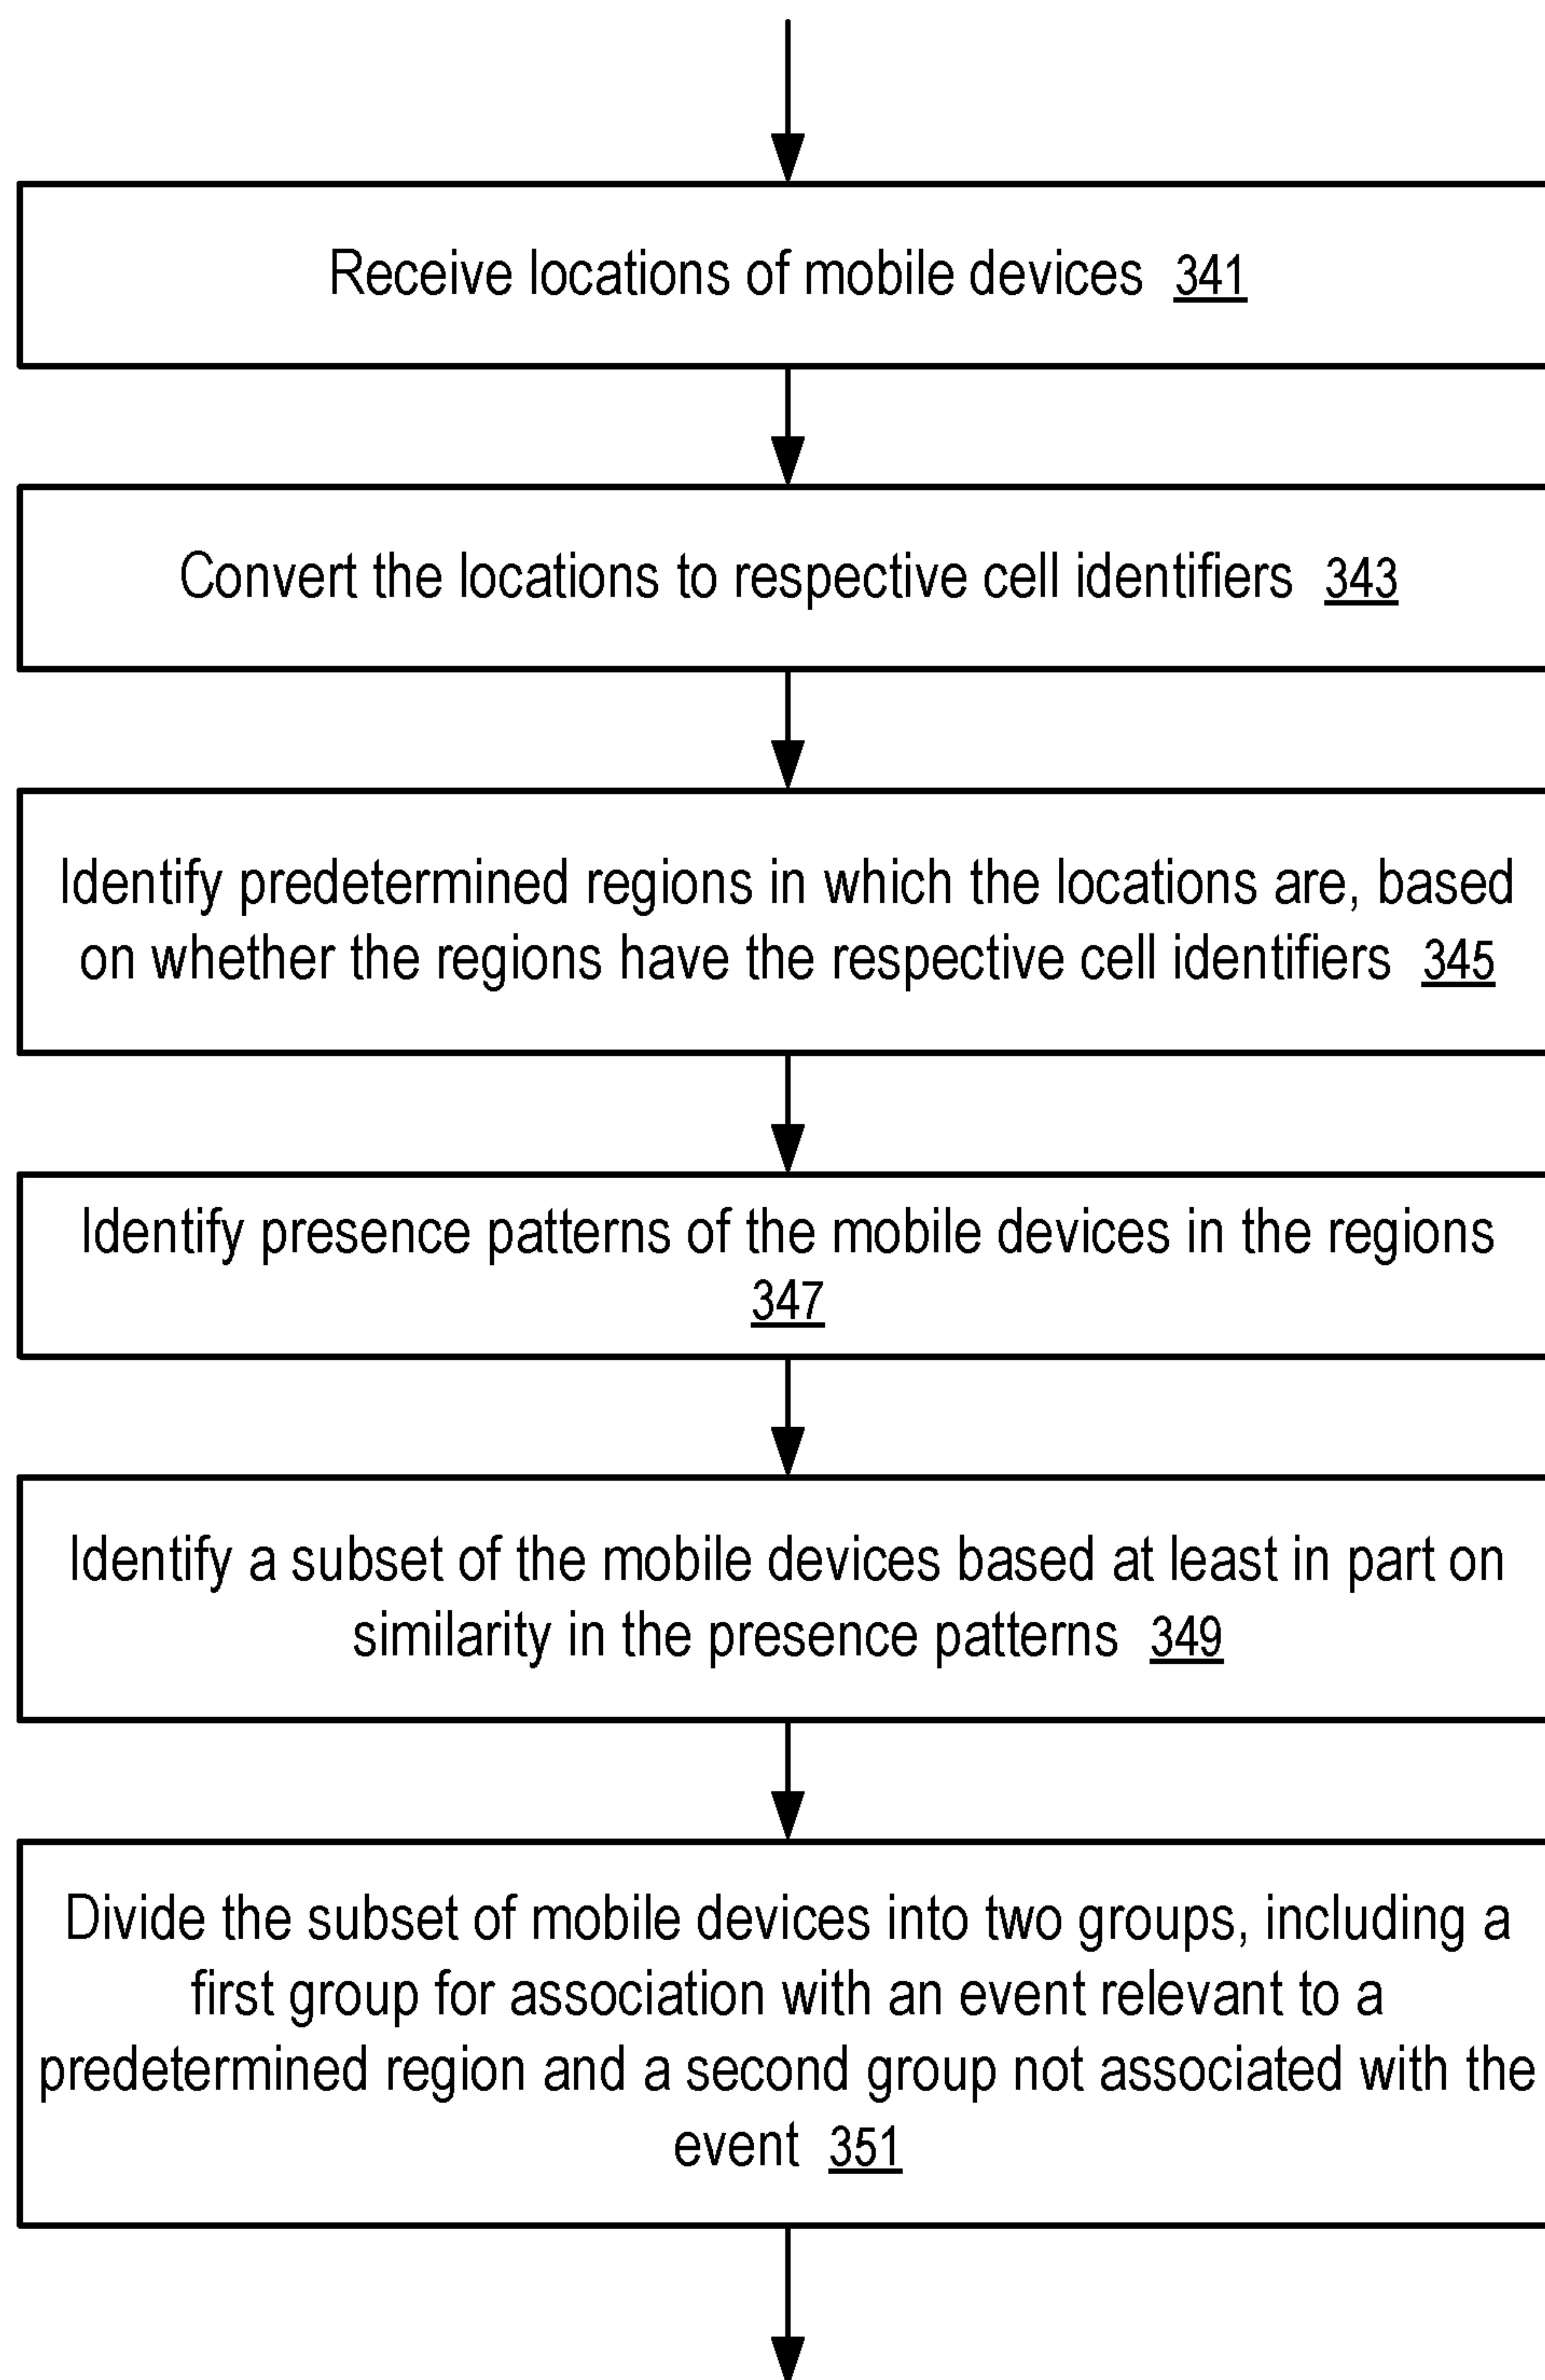 Receive locations of mobile devices 341
Convert the locations to respective cell identifiers 343
Identify predetermined regions in which the locations are, based
on whether the regions have the respective cell identifiers 345
Identify presence patterns of the mobile devices in the regions
347
Identify a subset of the mobile devices based at least in part on
similarity in the presence patterns 349
Divide the subset of mobile devices into two groups, including a
first group for association with an event relevant to a
predetermined region and a second group not associated with the
event 351